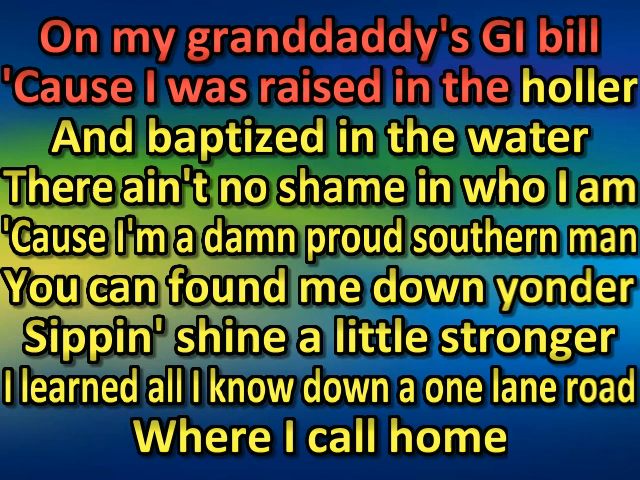 On my granddaddy's GI bill
'Cause I was raised in the holler
And baptized in the water
There ain't no shame in who I am
'Cause I'm a damn proud southern man
You can found me down yonder
Sippin' shine a little stronger
I learned all I know down a one lane road
Where I call home